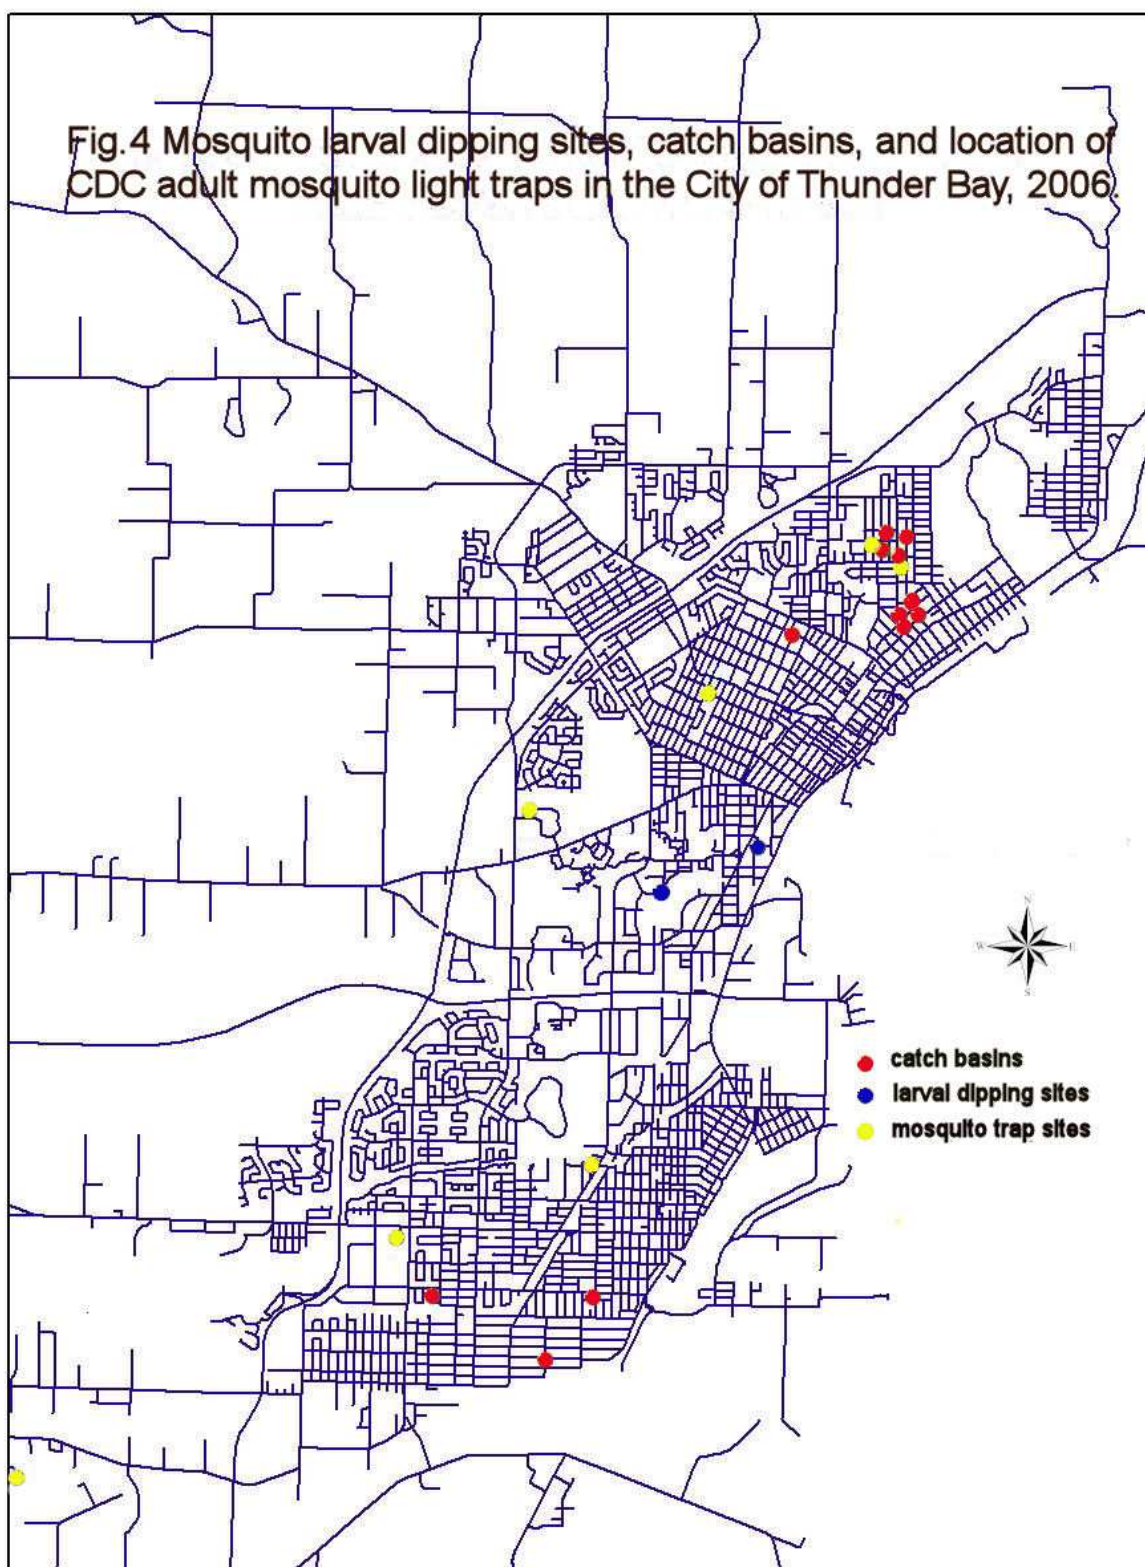 Fig.4 Mosquito larval dipping sites, catch basins, and location of
CDC adult mosquito light traps in the City of Thunder Bay, 2006.
N
W E
S
catch basins
larval dipping sites
mosquito trap sites